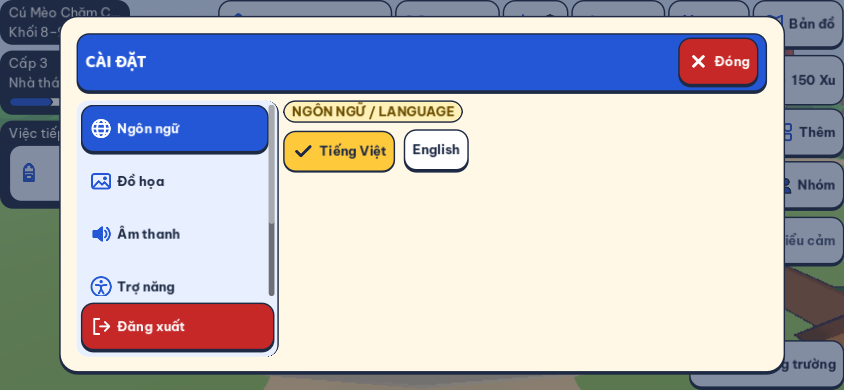 Cú Mèo Chăm C
Khối 8-
Cấp 3
Nhà thá
Việc tiếp
CÀI ĐẶT
Đóng
Ngôn ngữ
Đồ họa
Âm thanh
Trợ năng
Đăng xuất
NGÔN NGỮ / LANGUAGE
Tiếng Việt
English
Bản đồ
150 Xu
Thêm
Nhóm
iểu cảm
g trường